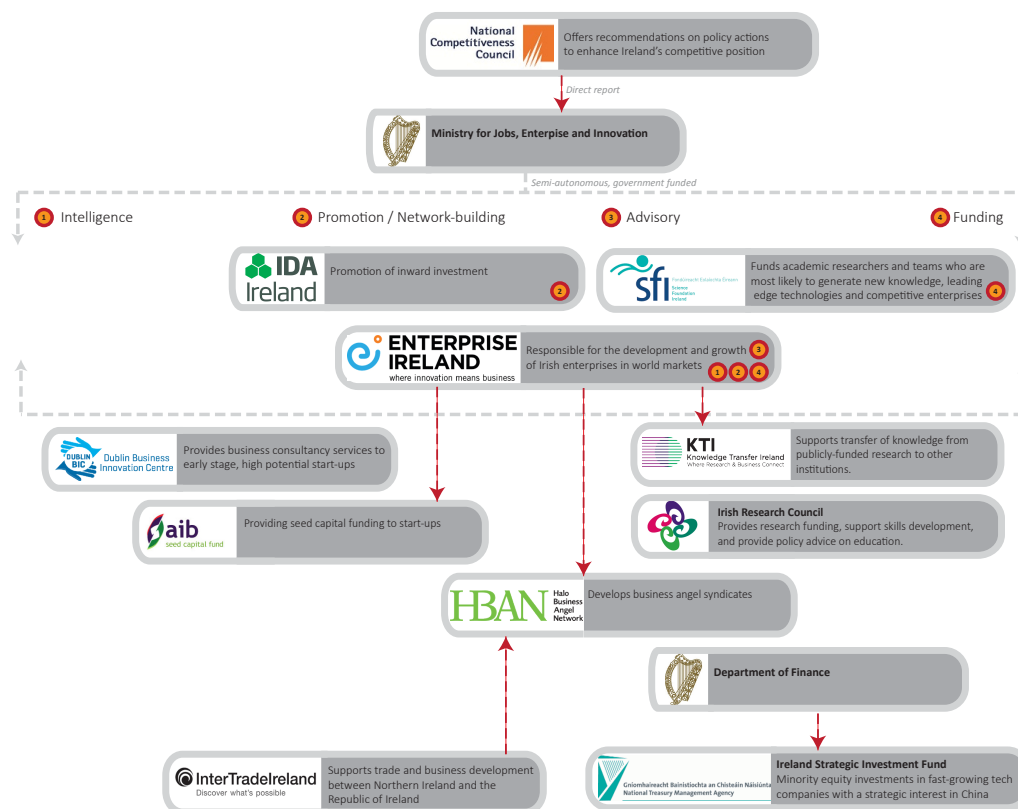 National
Competitiveness
Council
Offers recommendations on policy actions
to enhance Ireland's competitive position
Direct report
Ministry for Jobs, Enterpise and Innovation
Semi-autonomous, government funded
1 Intelligence
2 Promotion / Network-building
3 Advisory
4 Funding
IDA
Ireland
Promotion of inward investment
2
sfi
Fondúireacht Eolaíochta Éireann
Science
Foundation
Ireland
Funds academic researchers and teams who are
most likely to generate new knowledge, leading
edge technologies and competitive enterprises
4
ENTERPRISE
IRELAND
where innovation means business
Responsible for the development and growth
of Irish enterprises in world markets
3
1 2 4
DUBLIN
BIC
Dublin Business
Innovation Centre
Provides business consultancy services to
early stage, high potential start-ups
KTI
Knowledge Transfer Ireland
Where Research & Business Connect
Supports transfer of knowledge from
publicly-funded research to other
institutions.
aib
seed capital fund
Providing seed capital funding to start-ups
Irish Research Council
Provides research funding, support skills development,
and provide policy advice on education.
HBAN
Halo
Business
Angel
Network
Develops business angel syndicates
Department of Finance
InterTradeIreland
Discover what's possible
Supports trade and business development
between Northern Ireland and the
Republic of Ireland
Gníomhaireacht Bainistíochta an Chisteáin Náisiúnta
National Treasury Management Agency
Ireland Strategic Investment Fund
Minority equity investments in fast-growing tech
companies with a strategic interest in China